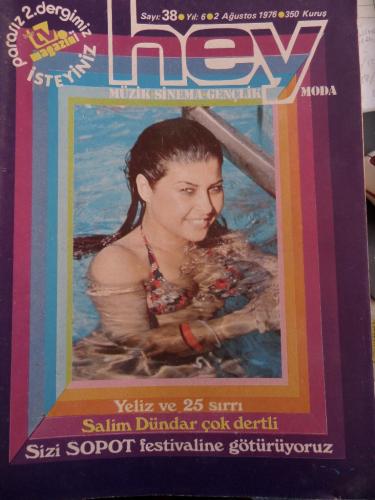 Parasız 2. dergimiz
tv
magazini
İSTEYİNİZ
Sayı: 38 Yıl: 6 2 Ağustos 1976 350 Kuruş
hey
MÜZİK SİNEMA GENÇLİK MODA
Yeliz ve 25 sırrı
Salim Dündar çok dertli
Sizi SOPOT festivaline götürüyoruz